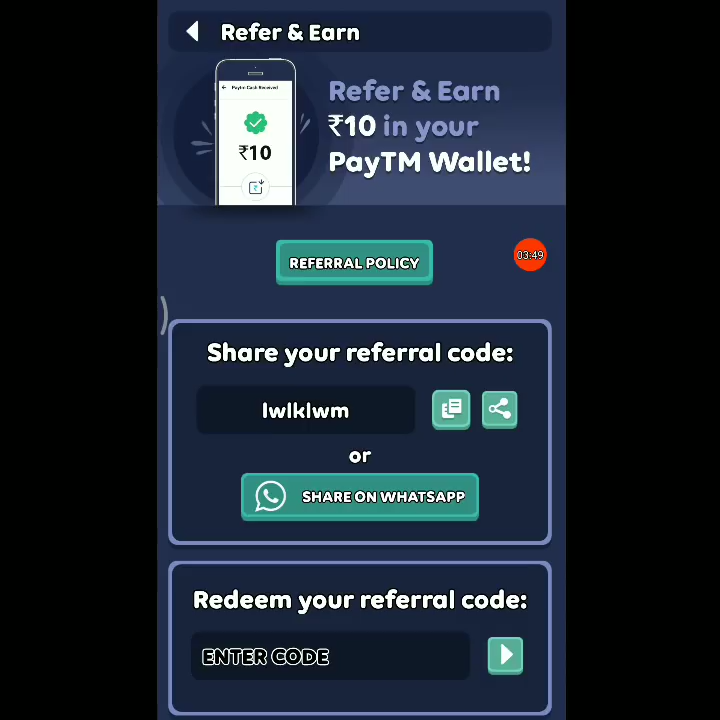 Refer & Earn
Paytm Cash Received
₹10
Refer & Earn
₹10 in your
PayTM Wallet!
REFERRAL POLICY
03:49
Share your referral code:
lwlklwm
or
SHARE ON WHATSAPP
Redeem your referral code:
ENTER CODE